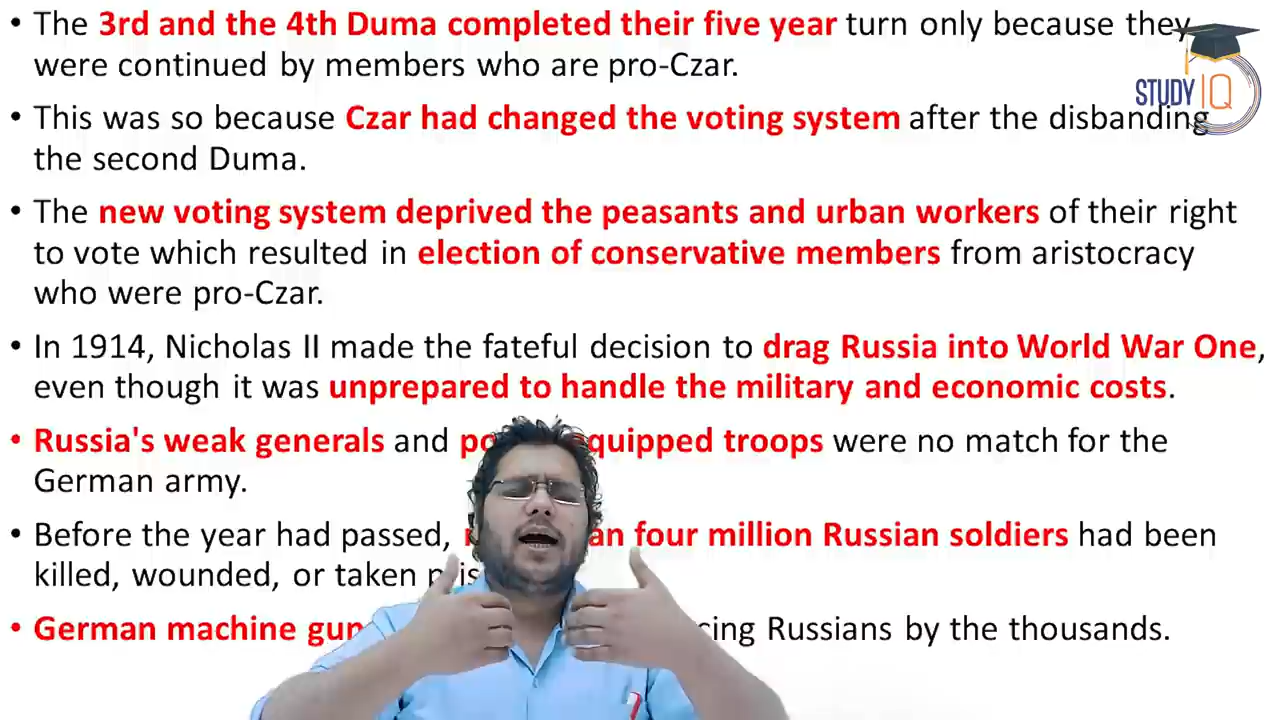 • The 3rd and the 4th Duma completed their five year turn only because they
were continued by members who are pro-Czar.
STUDY IQ
• This was so because Czar had changed the voting system after the disbanding
the second Duma.
• The new voting system deprived the peasants and urban workers of their right
to vote which resulted in election of conservative members from aristocracy
who were pro-Czar.
• In 1914, Nicholas II made the fateful decision to drag Russia into World War One,
even though it was unprepared to handle the military and economic costs.
• Russia's weak generals and troops were no match for the
German army.
• Before the year had passed, four million Russian soldiers had been
killed, wounded, or taken
• German machine Russians by the thousands.